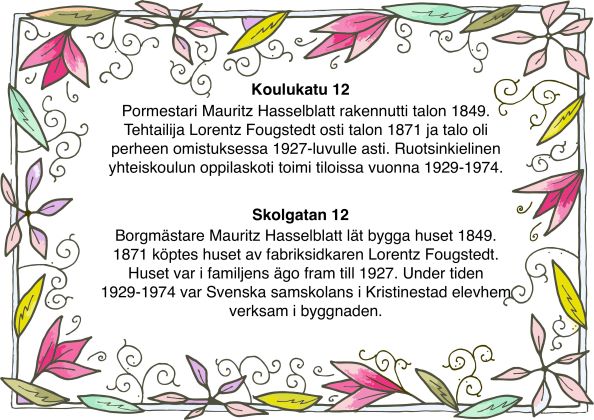 Koulukatu 12
Pormestari Mauritz Hasselblatt rakennutti talon 1849.
Tehtailija Lorentz Fougstedt osti talon 1871 ja talo oli
perheen omistuksessa 1927-luvulle asti. Ruotsinkielinen
yhteiskoulun oppilaskoti toimi tiloissa vuonna 1929-1974.
Skolgatan 12
Borgmästare Mauritz Hasselblatt lät bygga huset 1849.
1871 köptes huset av fabriksidkaren Lorentz Fougstedt.
Huset var i familjens ägo fram till 1927. Under tiden
1929-1974 var Svenska samskolans i Kristinestad elevhem
verksam i byggnaden.